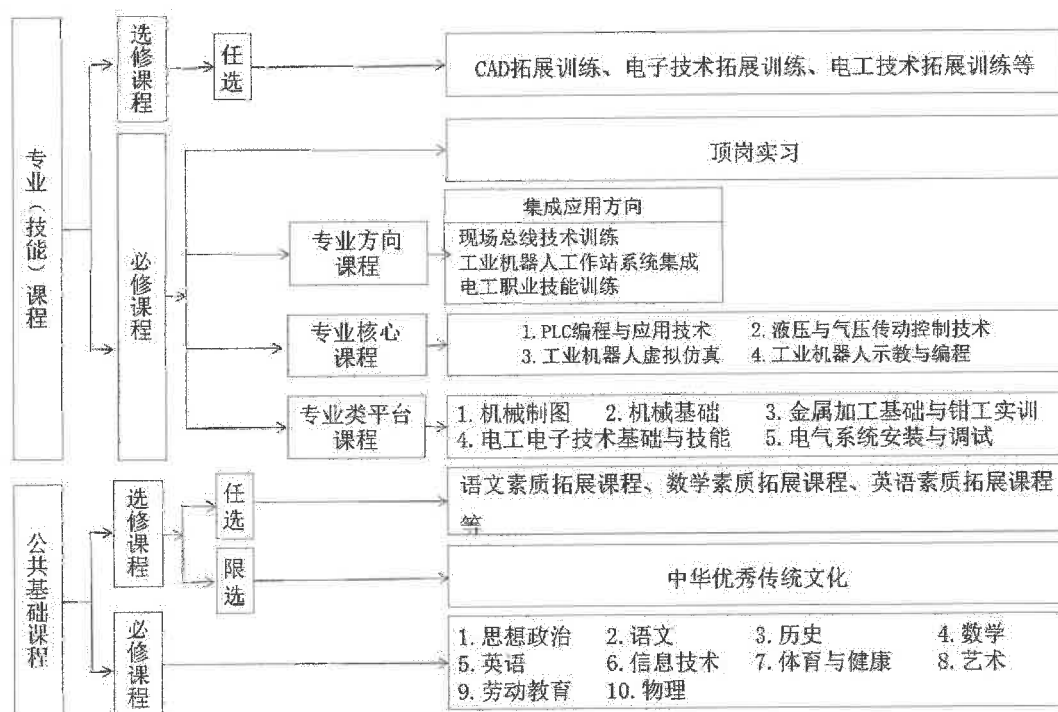 专业（技能）课程
选修课程
任选
CAD拓展训练、电子技术拓展训练、电工技术拓展训练等
必修课程
顶岗实习
专业方向
课程
集成应用方向
现场总线技术训练
工业机器人工作站系统集成
电工职业技能训练
专业核心
课程
1. PLC编程与应用技术 2. 液压与气压传动控制技术
3. 工业机器人虚拟仿真 4. 工业机器人示教与编程
专业类平台
课程
1. 机械制图 2. 机械基础 3. 金属加工基础与钳工实训
4. 电工电子技术基础与技能 5. 电气系统安装与调试
公共基础课程
选修课程
任选
语文素质拓展课程、数学素质拓展课程、英语素质拓展课程
等
限选
中华优秀传统文化
必修课程
1. 思想政治 2. 语文 3. 历史 4. 数学
5. 英语 6. 信息技术 7. 体育与健康 8. 艺术
9. 劳动教育 10. 物理